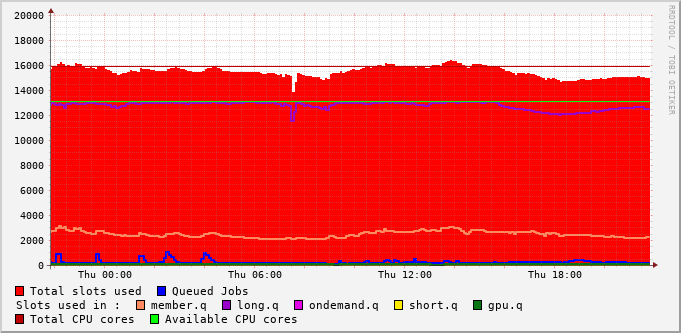 20000
18000
16000
14000
12000
10000
8000
6000
4000
2000
0
Thu 00:00 Thu 06:00 Thu 12:00 Thu 18:00
RRDTOOL / TOBI OETIKER
Total slots used Queued Jobs
Slots used in : member.q long.q ondemand.q short.q gpu.q
Total CPU cores Available CPU cores